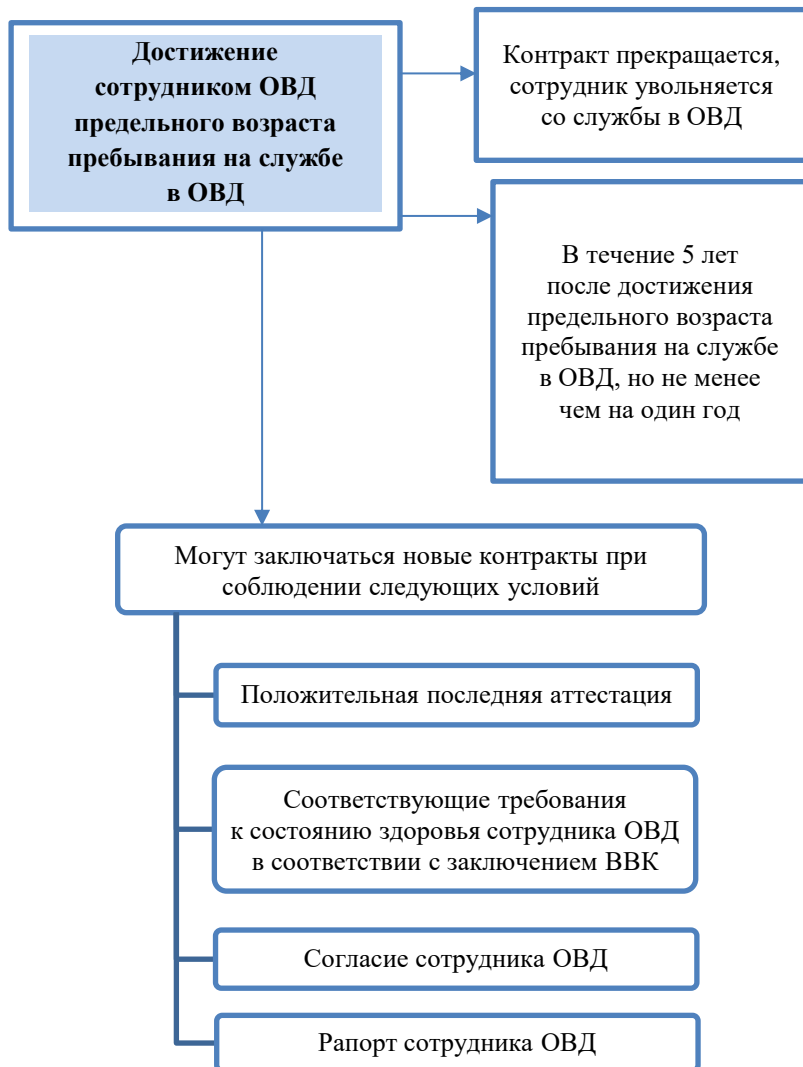 Достижение
сотрудником ОВД
предельного возраста
пребывания на службе
в ОВД
Контракт прекращается,
сотрудник увольняется
со службы в ОВД
В течение 5 лет
после достижения
предельного возраста
пребывания на службе
в ОВД, но не менее
чем на один год
Могут заключаться новые контракты при
соблюдении следующих условий
Положительная последняя аттестация
Соответствующие требования
к состоянию здоровья сотрудника ОВД
в соответствии с заключением ВВК
Согласие сотрудника ОВД
Рапорт сотрудника ОВД